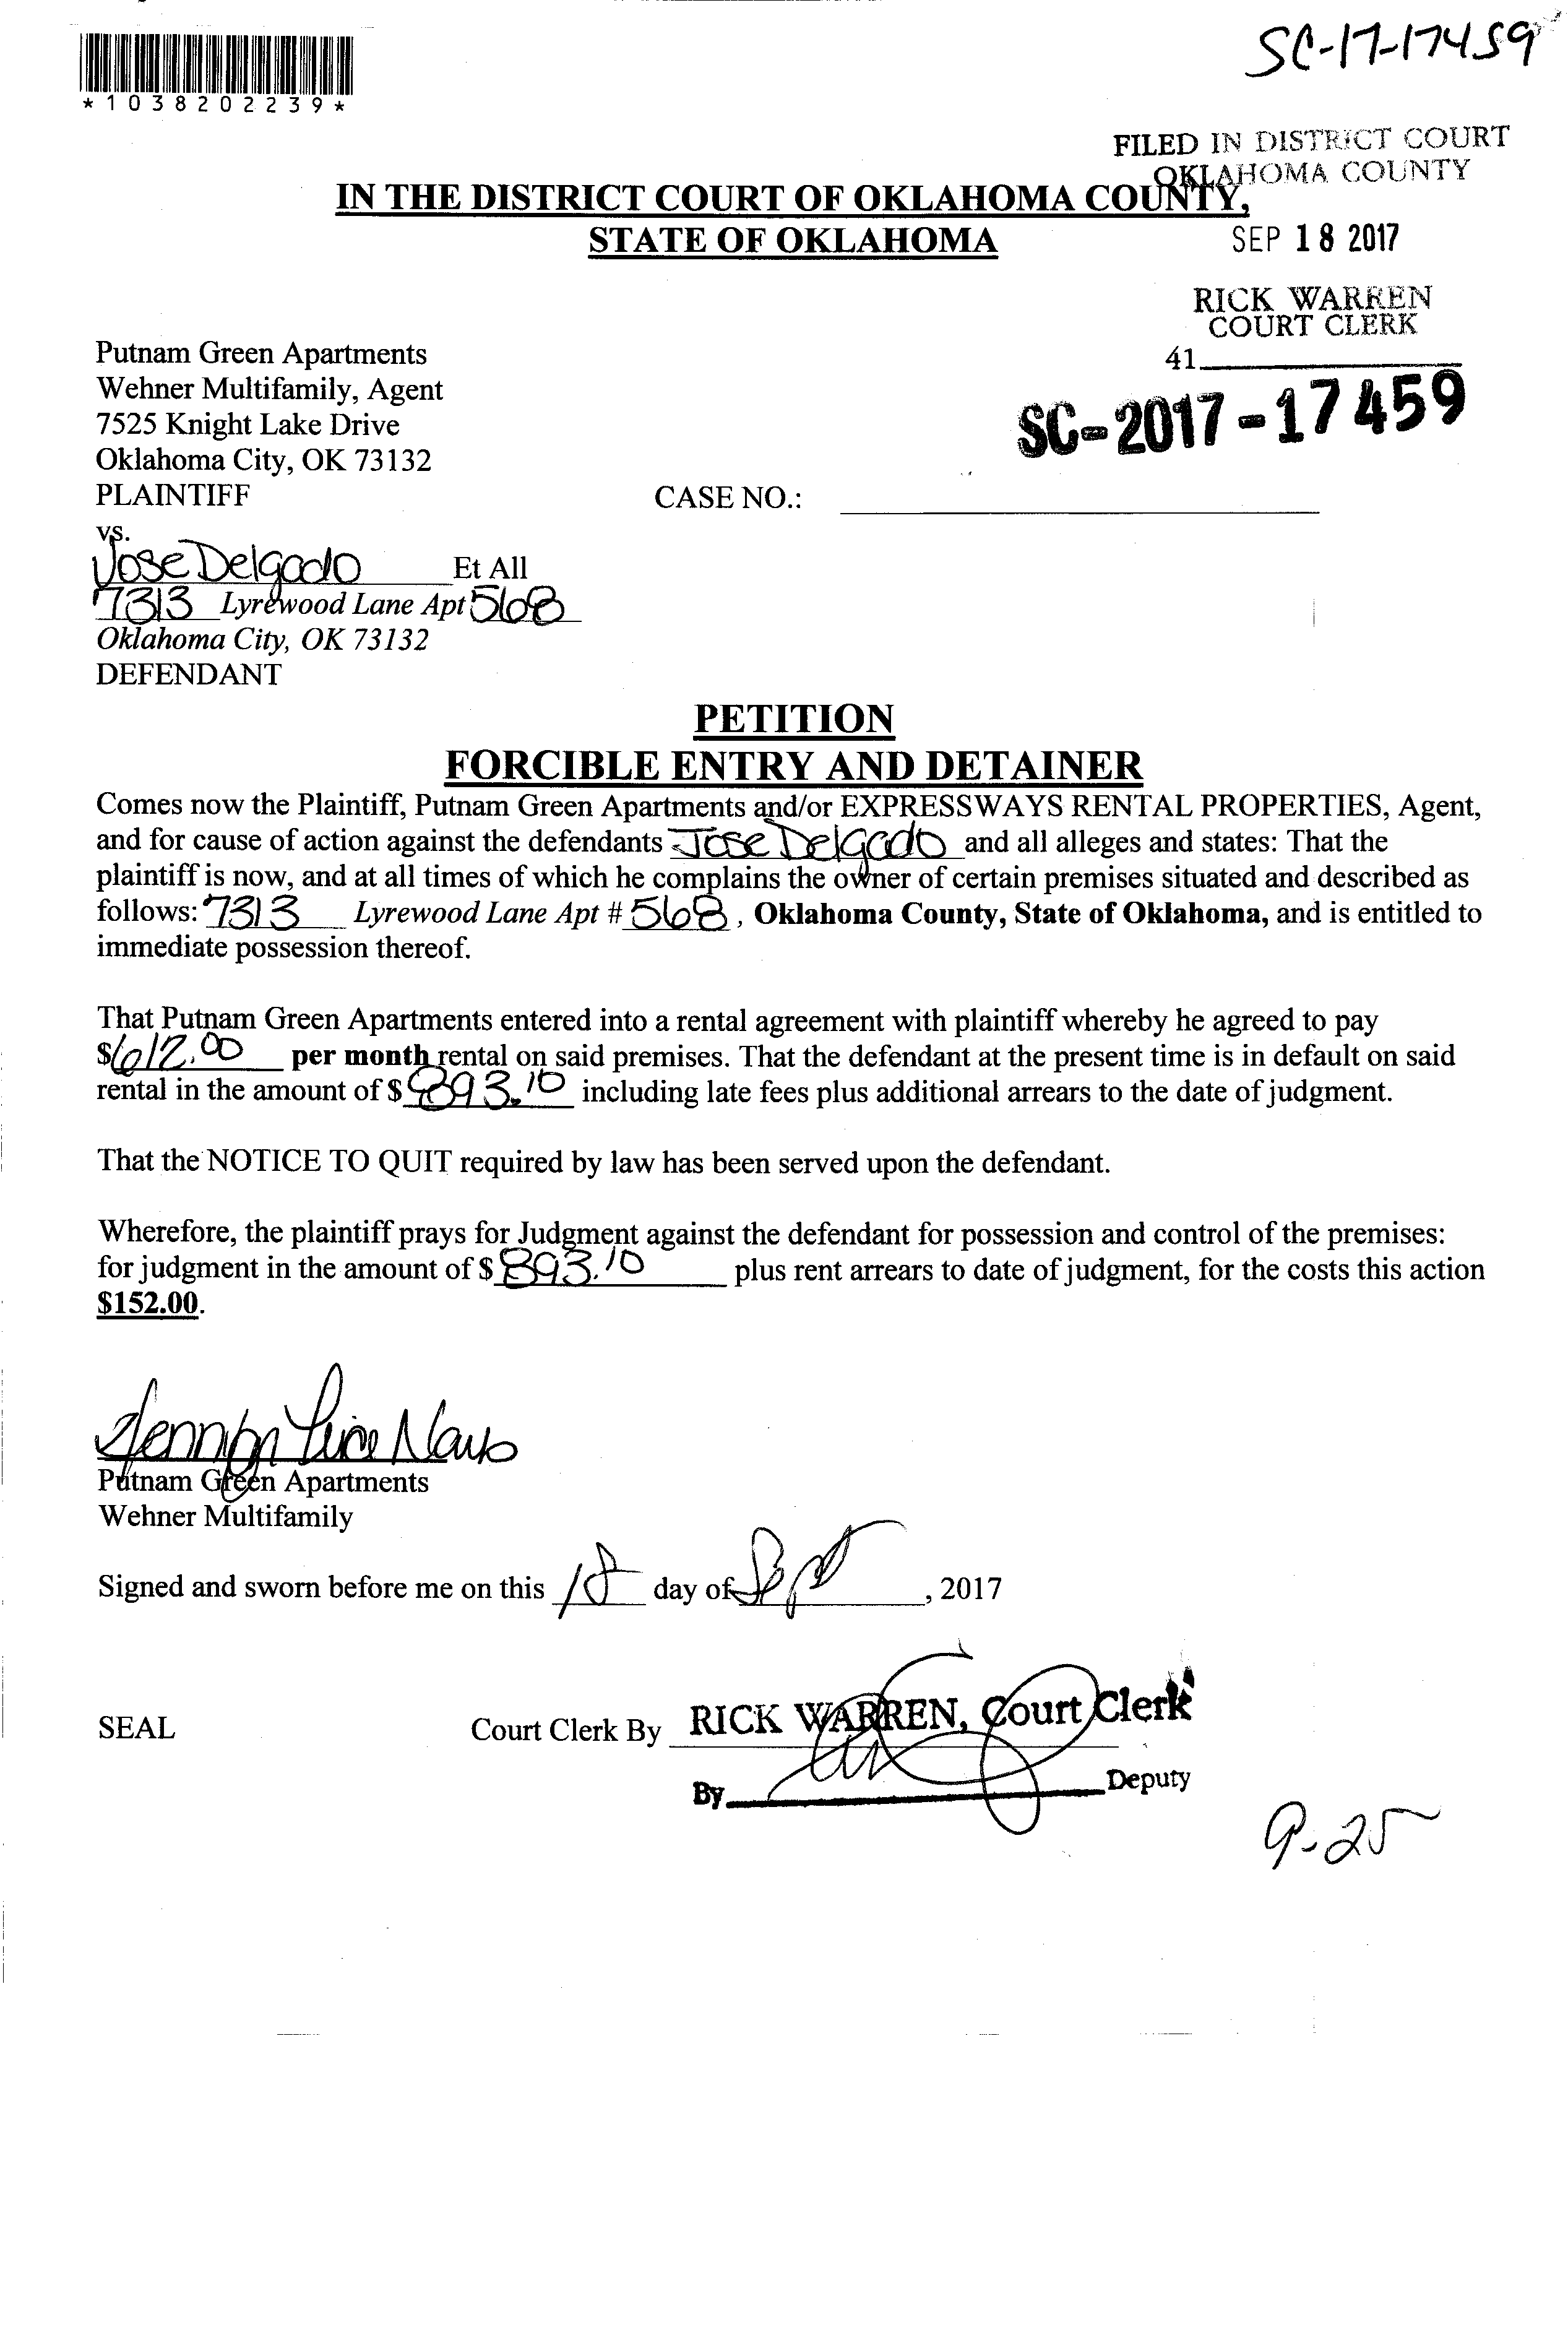 SC-17-17459
*1038202239*
FILED IN DISTRICT COURT
OKLAHOMA COUNTY
IN THE DISTRICT COURT OF OKLAHOMA COUNTY,
STATE OF OKLAHOMA
SEP 18 2017
RICK WARREN
COURT CLERK
41
Putnam Green Apartments
Wehner Multifamily, Agent
7525 Knight Lake Drive
Oklahoma City, OK 73132
SC-2017-17459
PLAINTIFF
CASE NO.:
vs.
Jose Delgado Et All
7313 Lyrewood Lane Apt 568
Oklahoma City, OK 73132
DEFENDANT
PETITION
FORCIBLE ENTRY AND DETAINER
Comes now the Plaintiff, Putnam Green Apartments and/or EXPRESSWAYS RENTAL PROPERTIES, Agent,
and for cause of action against the defendants Jose Delgado and all alleges and states: That the
plaintiff is now, and at all times of which he complains the owner of certain premises situated and described as
follows: 7313 Lyrewood Lane Apt # 568, Oklahoma County, State of Oklahoma, and is entitled to
immediate possession thereof.
That Putnam Green Apartments entered into a rental agreement with plaintiff whereby he agreed to pay
$612.00 per month rental on said premises. That the defendant at the present time is in default on said
rental in the amount of $893.10 including late fees plus additional arrears to the date of judgment.
That the NOTICE TO QUIT required by law has been served upon the defendant.
Wherefore, the plaintiff prays for Judgment against the defendant for possession and control of the premises:
for judgment in the amount of $893.10 plus rent arrears to date of judgment, for the costs this action
$152.00.
Putnam Green Apartments
Wehner Multifamily
Signed and sworn before me on this 18 day of Sept, 2017
SEAL Court Clerk By RICK WARREN, Court Clerk
By Deputy
9-25